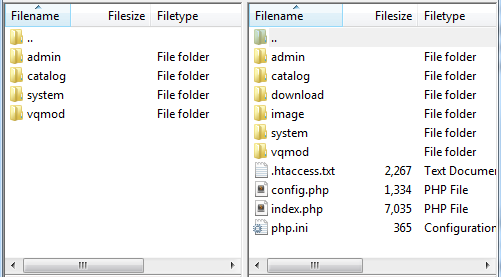 Filename Filesize Filetype
..
admin File folder
catalog File folder
system File folder
vqmod File folder
Filename Filesize Filetype
..
admin File folder
catalog File folder
download File folder
image File folder
system File folder
vqmod File folder
.htaccess.txt 2,267 Text Docume
config.php 1,334 PHP File
index.php 7,035 PHP File
php.ini 365 Configuration